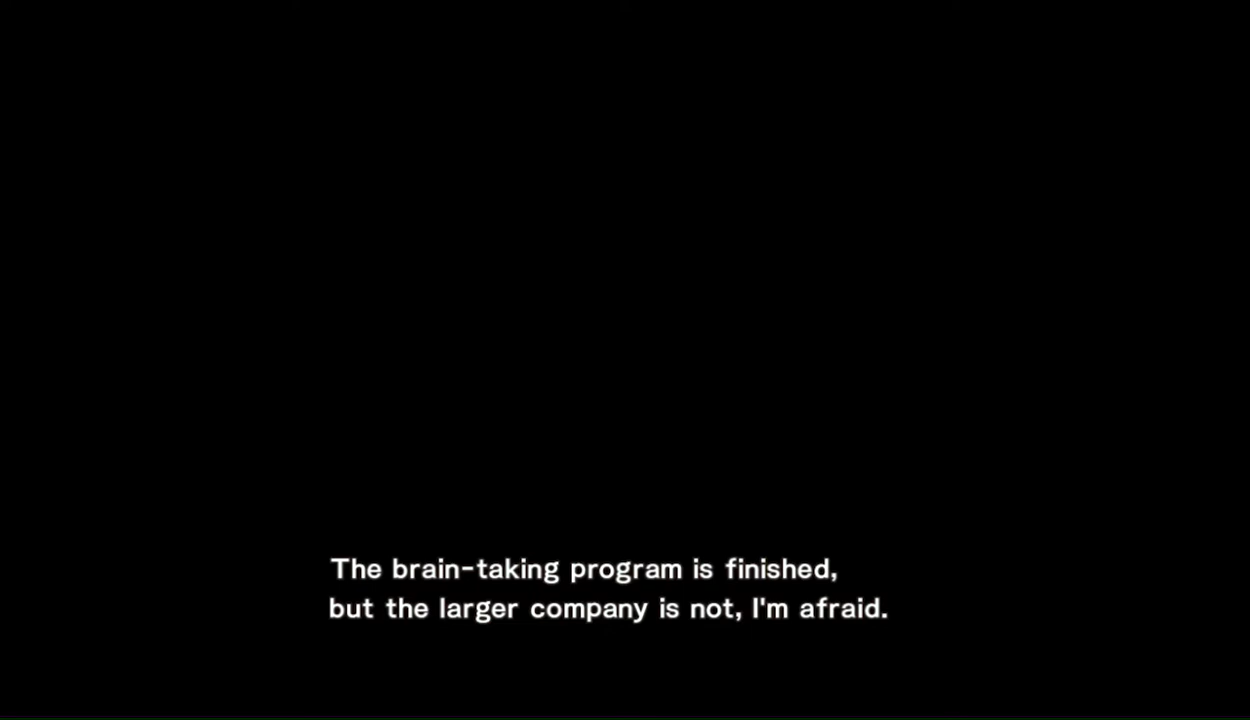 The brain-taking program is finished,
but the larger company is not, I'm afraid.